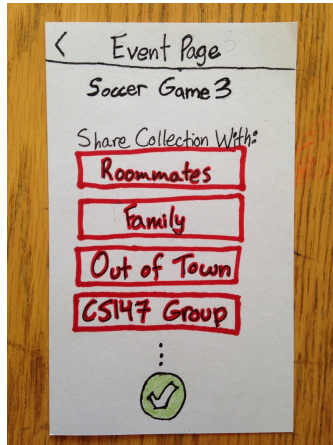 < Event Page
Soccer Game 3
Share Collection With:
Roommates
Family
Out of Town
CS147 Group